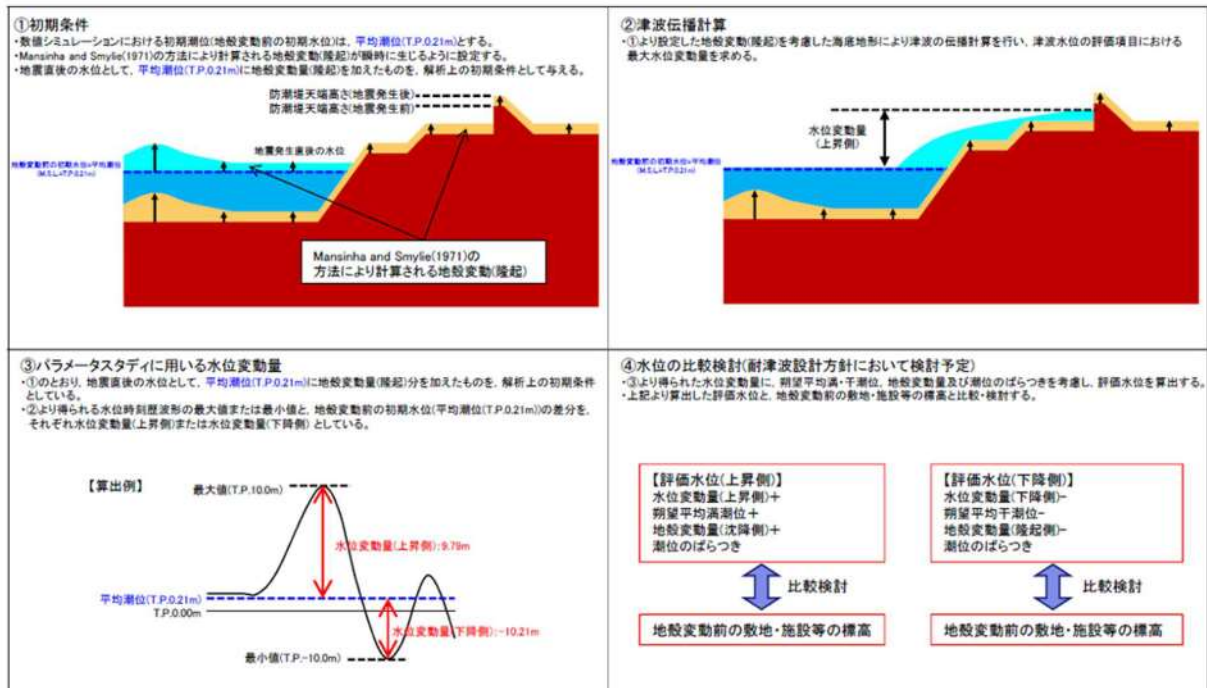 ①初期条件
・数値シミュレーションにおける初期潮位(地殻変動前の初期水位)は、平均潮位(T.P.0.21m)とする。
・Mansinha and Smylie(1971)の方法により計算される地殻変動(隆起)が瞬時に生じるように設定する。
・地震直後の水位として、平均潮位(T.P.0.21m)に地殻変動量(隆起)を加えたものを、解析上の初期条件として与える。
防潮堤天端高さ(地震発生後)
防潮堤天端高さ(地震発生前)
地震発生直後の水位
地殻変動前の初期水位=平均潮位
(M.S.L.=T.P.0.21m)
Mansinha and Smylie(1971)の
方法により計算される地殻変動(隆起)
②津波伝播計算
・①より設定した地殻変動(隆起)を考慮した海底地形により津波の伝播計算を行い、津波水位の評価項目における
最大水位変動量を求める。
水位変動量
(上昇側)
地殻変動前の初期水位=平均潮位
(M.S.L.=T.P.0.21m)
③パラメータスタディに用いる水位変動量
・①のとおり、地震直後の水位として、平均潮位(T.P.0.21m)に地殻変動量(隆起)分を加えたものを、解析上の初期条件
としている。
・②より得られる水位時刻歴波形の最大値または最小値と、地殻変動前の初期水位(平均潮位(T.P.0.21m))の差分を、
それぞれ水位変動量(上昇側)または水位変動量(下降側)としている。
【算出例】
最大値(T.P.10.0m)
水位変動量(上昇側):9.79m
平均潮位(T.P.0.21m)
T.P.0.00m
水位変動量(下降側):-10.21m
最小値(T.P.-10.0m)
④水位の比較検討(耐津波設計方針において検討予定)
・③より得られた水位変動量に、朔望平均満・干潮位、地殻変動量及び潮位のばらつきを考慮し、評価水位を算出する。
・上記より算出した評価水位と、地殻変動前の敷地・施設等の標高と比較・検討する。
【評価水位(上昇側)】
水位変動量(上昇側)+
朔望平均満潮位+
地殻変動量(沈降側)+
潮位のばらつき
比較検討
地殻変動前の敷地・施設等の標高
【評価水位(下降側)】
水位変動量(下降側)-
朔望平均干潮位-
地殻変動量(隆起側)-
潮位のばらつき
比較検討
地殻変動前の敷地・施設等の標高